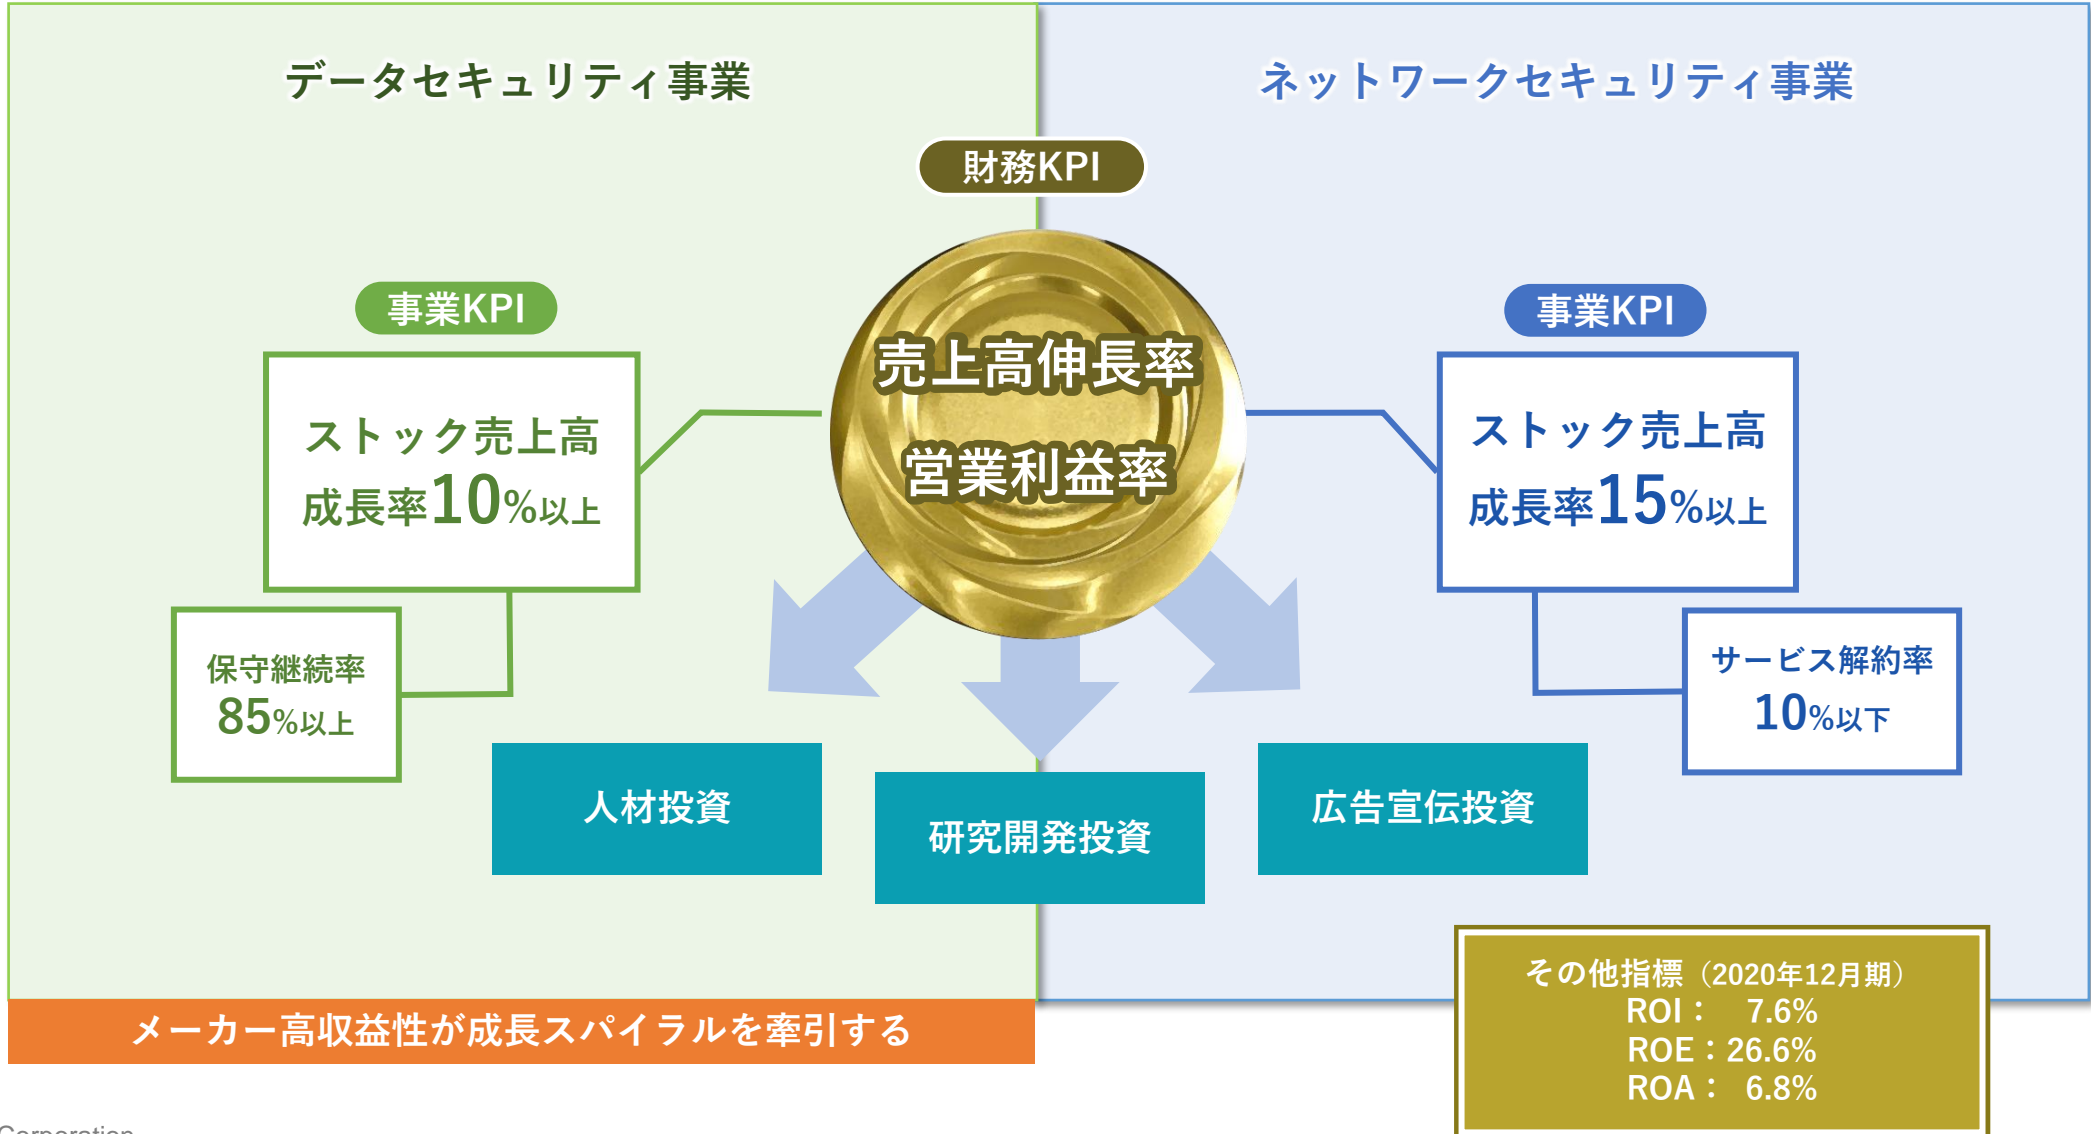 データセキュリティ事業
ネットワークセキュリティ事業
財務KPI
売上高伸長率
営業利益率
事業KPI
ストック売上高
成長率10%以上
保守継続率
85%以上
事業KPI
ストック売上高
成長率15%以上
サービス解約率
10%以下
人材投資
研究開発投資
広告宣伝投資
メーカー高収益性が成長スパイラルを牽引する
その他指標（2020年12月期）
ROI： 7.6%
ROE：26.6%
ROA： 6.8%
Corporation